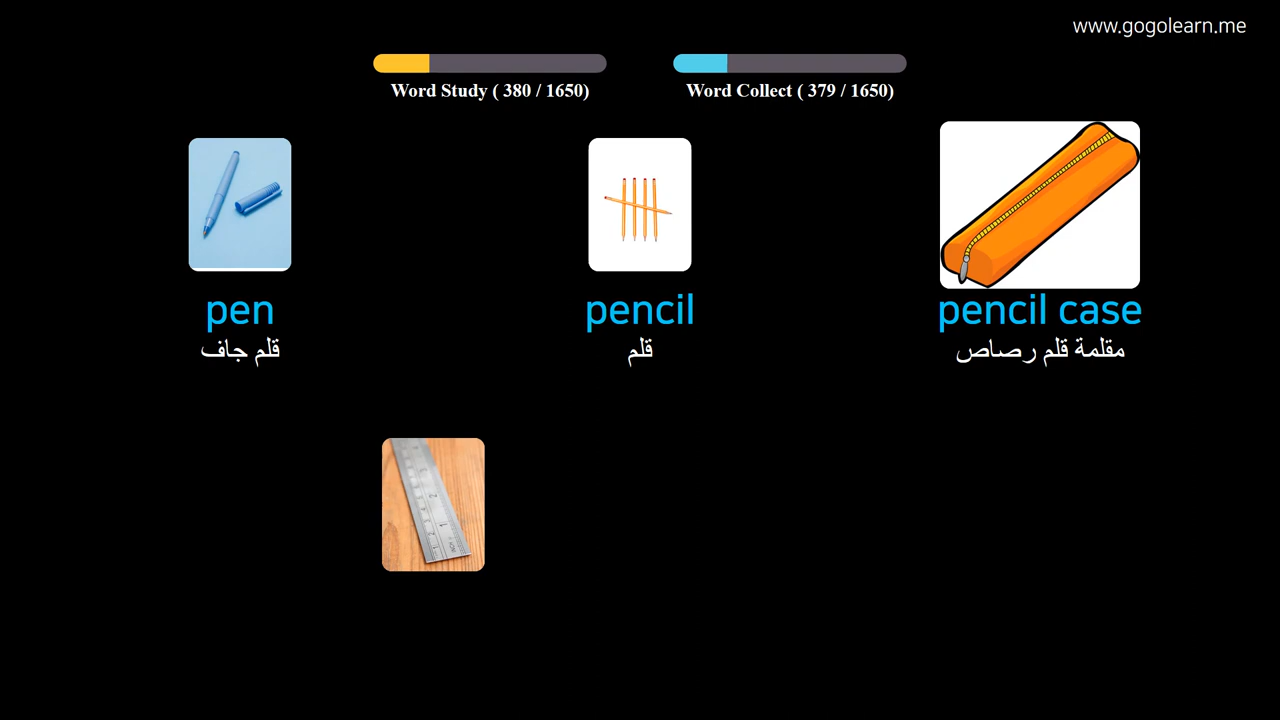 www.gogolearn.me
Word Study ( 380 / 1650)
Word Collect ( 379 / 1650)
pen
قلم جاف
pencil
قلم
pencil case
مقلمة قلم رصاص